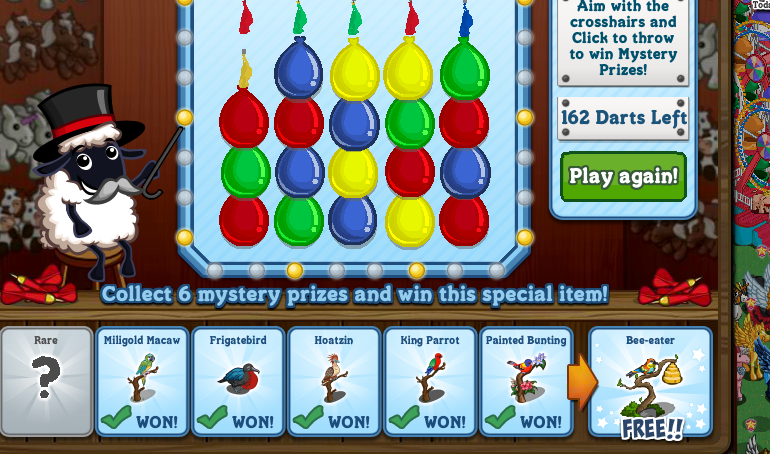 Aim with the
crosshairs and
Click to throw
to win Mystery
Prizes!
162 Darts Left
Play again!
Collect 6 mystery prizes and win this special item!
Rare
?
Miligold Macaw
WON!
Frigatebird
WON!
Hoatzin
WON!
King Parrot
WON!
Painted Bunting
WON!
Bee-eater
FREE!!